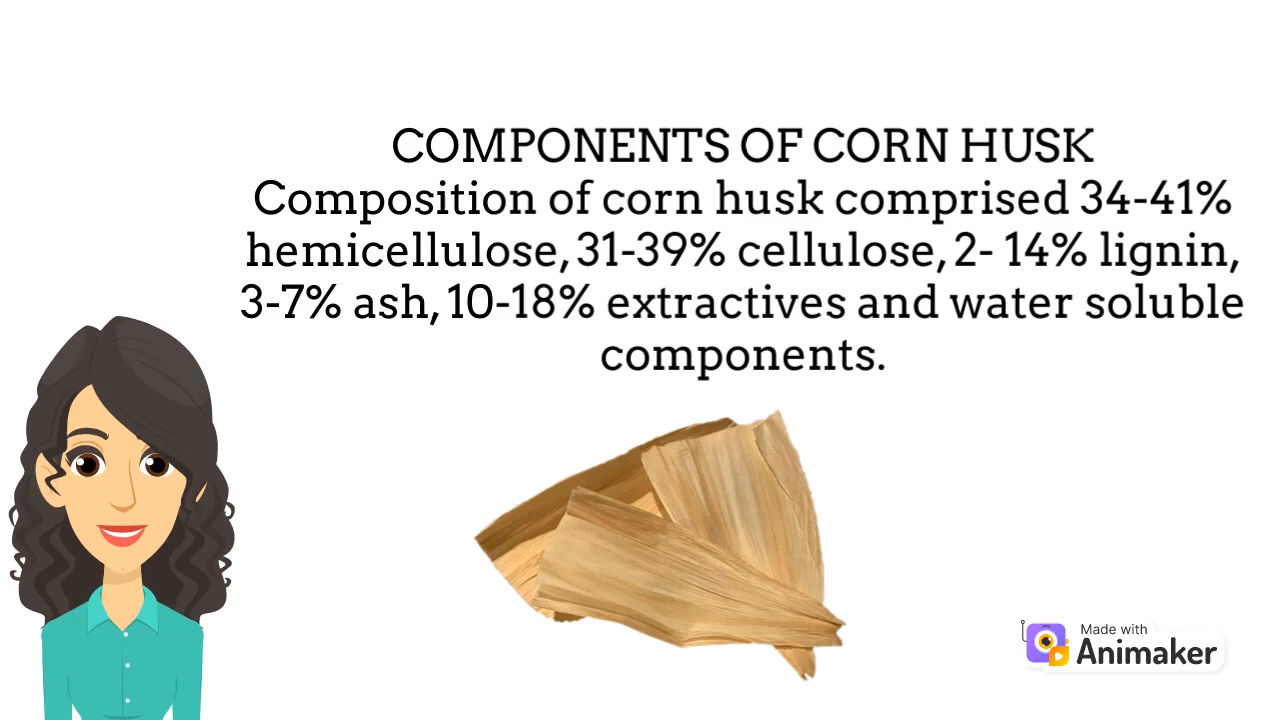 COMPONENTS OF CORN HUSK
Composition of corn husk comprised 34-41%
hemicellulose, 31-39% cellulose, 2- 14% lignin,
3-7% ash, 10-18% extractives and water soluble
components.
Made with
Animaker